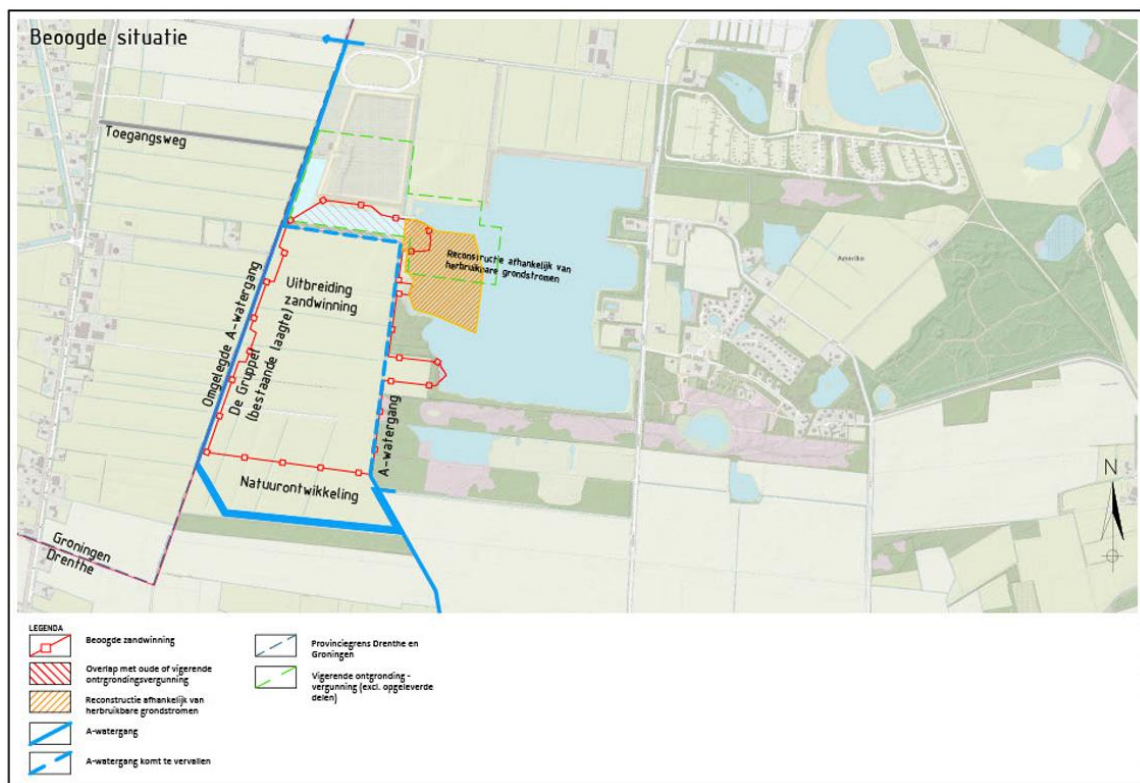 Beoogde situatie
Toegangsweg
Omgelegde A-watergang
De Gruppel
(bestaande laagte)
Uitbreiding
zandwinning
Reconstructie afhankelijk van
herbruikbare grondstromen
A-watergang
Natuurontwikkeling
Groningen
Drenthe
Amerika
N
LEGENDA
Beoogde zandwinning
Overlap met oude of vigerende
ontgrondingsvergunning
Reconstructie afhankelijk van
herbruikbare grondstromen
A-watergang
A-watergang komt te vervallen
Provinciegrens Drenthe en
Groningen
Vigerende ontgronding -
vergunning (excl. opgeleverde
delen)